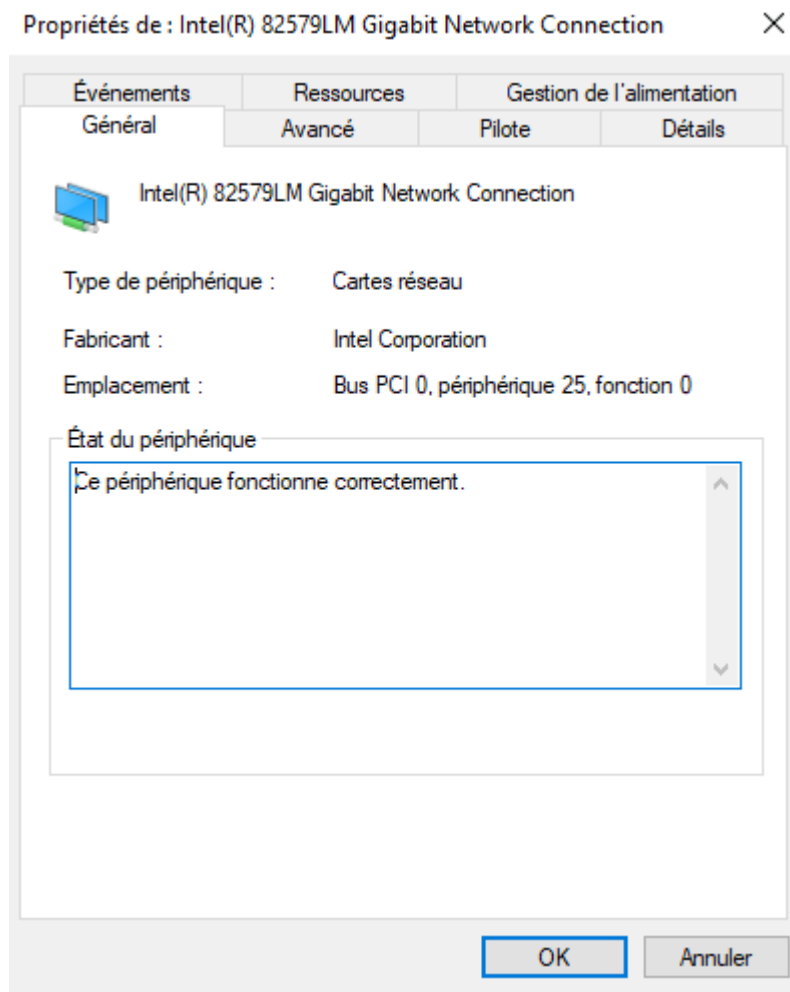 Propriétés de : Intel(R) 82579LM Gigabit Network Connection
Événements Ressources Gestion de l'alimentation
Général Avancé Pilote Détails
Intel(R) 82579LM Gigabit Network Connection
Type de périphérique : Cartes réseau
Fabricant : Intel Corporation
Emplacement : Bus PCI 0, périphérique 25, fonction 0
État du périphérique
Ce périphérique fonctionne correctement.
OK Annuler